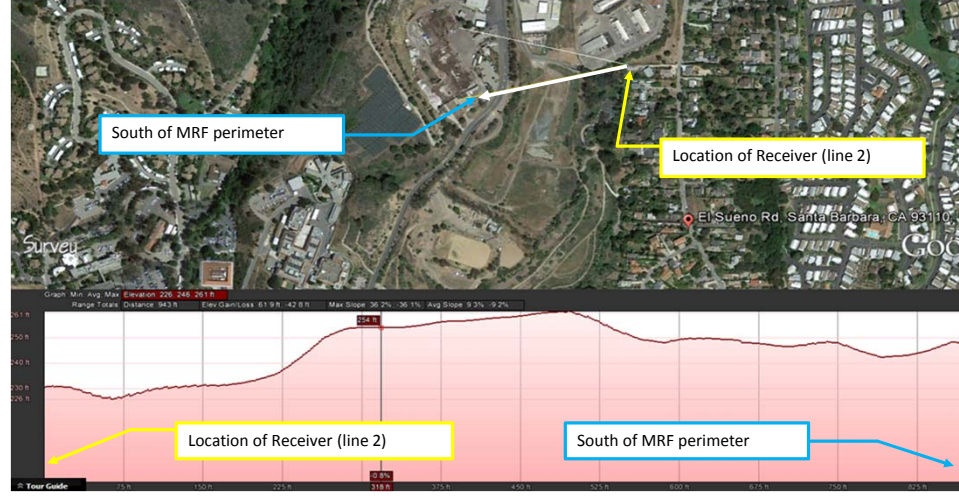 South of MRF perimeter
Location of Receiver (line 2)
El Sueno Rd, Santa Barbara, CA 93110
Survey
Goo
Graph: Min, Avg, Max Elevation: 226, 246, 261 ft
Range Totals: Distance: 943 ft Elev Gain/Loss: 61.9 ft, -42.8 ft Max Slope: 36.2%, -36.1% Avg Slope: 9.3%, -9.2%
261 ft
254 ft
250 ft
240 ft
230 ft
226 ft
Location of Receiver (line 2)
South of MRF perimeter
-0.8%
Tour Guide
75 ft 150 ft 225 ft 318 ft 375 ft 450 ft 525 ft 600 ft 675 ft 750 ft 825 ft